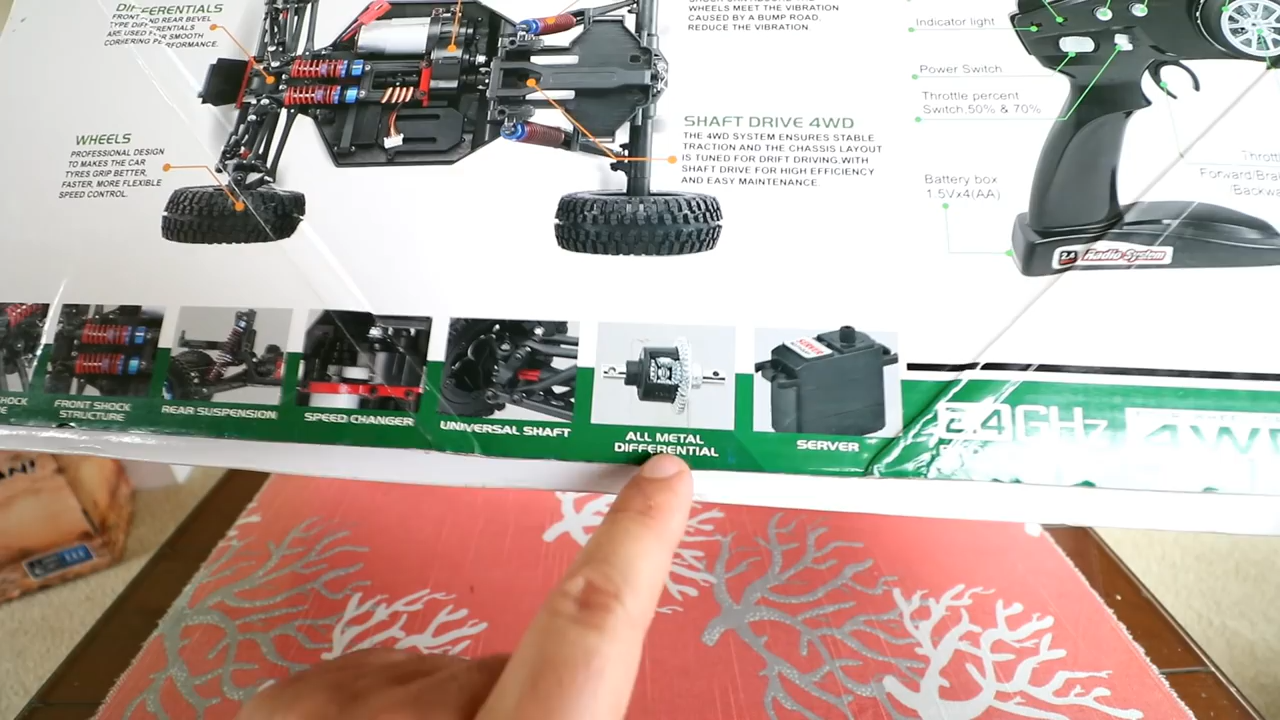 DIFFERENTIALS
FRONT AND REAR BEVEL
TYPE DIFFERENTIALS
ARE USED FOR SMOOTH
CORNERING PERFORMANCE.
WHEELS MEET THE VIBRATION
CAUSED BY A BUMP ROAD,
REDUCE THE VIBRATION
Indicator light
Power Switch
Throttle percent
Switch,50% & 70%
WHEELS
PROFESSIONAL DESIGN
TO MAKES THE CAR
TYRES GRIP BETTER,
FASTER, MORE FLEXIBLE
SPEED CONTROL.
SHAFT DRIVE 4WD
THE 4WD SYSTEM ENSURES STABLE
TRACTION AND THE CHASSIS LAYOUT
IS TUNED FOR DRIFT DRIVING,WITH
SHAFT DRIVE FOR HIGH EFFICIENCY
AND EASY MAINTENANCE.
Battery box
1.5Vx4(AA)
2.4 Radio System
SHOCK
FRONT SHOCK
STRUCTURE
REAR SUSPENSION
SPEED CHANGER
UNIVERSAL SHAFT
ALL METAL
DIFFERENTIAL
SERVER
SERVER
2.4GHz